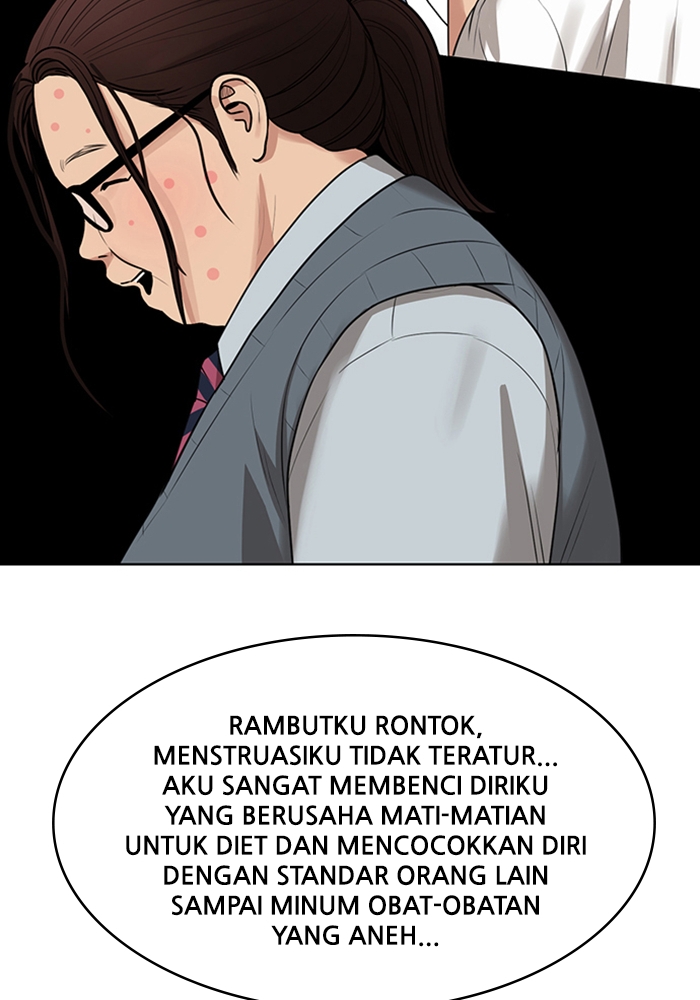 RAMBUTKU RONTOK,
MENSTRUASIKU TIDAK TERATUR...
AKU SANGAT MEMBENCI DIRIKU
YANG BERUSAHA MATI-MATIAN
UNTUK DIET DAN MENCOCOKKAN DIRI
DENGAN STANDAR ORANG LAIN
SAMPAI MINUM OBAT-OBATAN
YANG ANEH...